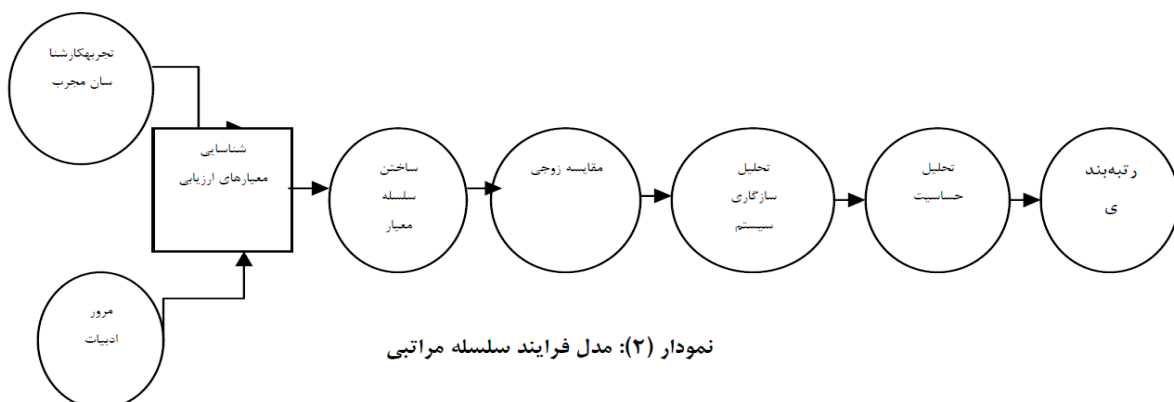 تجربهکارشنا
سان مجرب
شناسایی
معیارهای ارزیابی
ساختن
سلسله
معیار
مقایسه زوجی
تحلیل
سازگاری
سیستم
تحلیل
حساسیت
رتبه‌بند
ی
مرور
ادبیات
نمودار (۲): مدل فرایند سلسله مراتبی